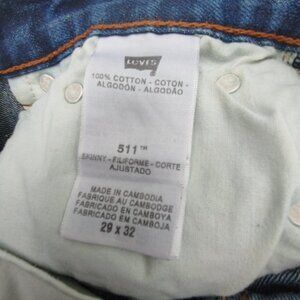 LEVI'S
100% COTTON - COTON -
ALGODÓN - ALGODÃO
511™
SKINNY - FILIFORME - CORTE
AJUSTADO
MADE IN CAMBODIA
FABRIQUE AU CAMBODGE
FABRICADO EN CAMBOYA
FABRICADO EM CAMBOJA
29 x 32